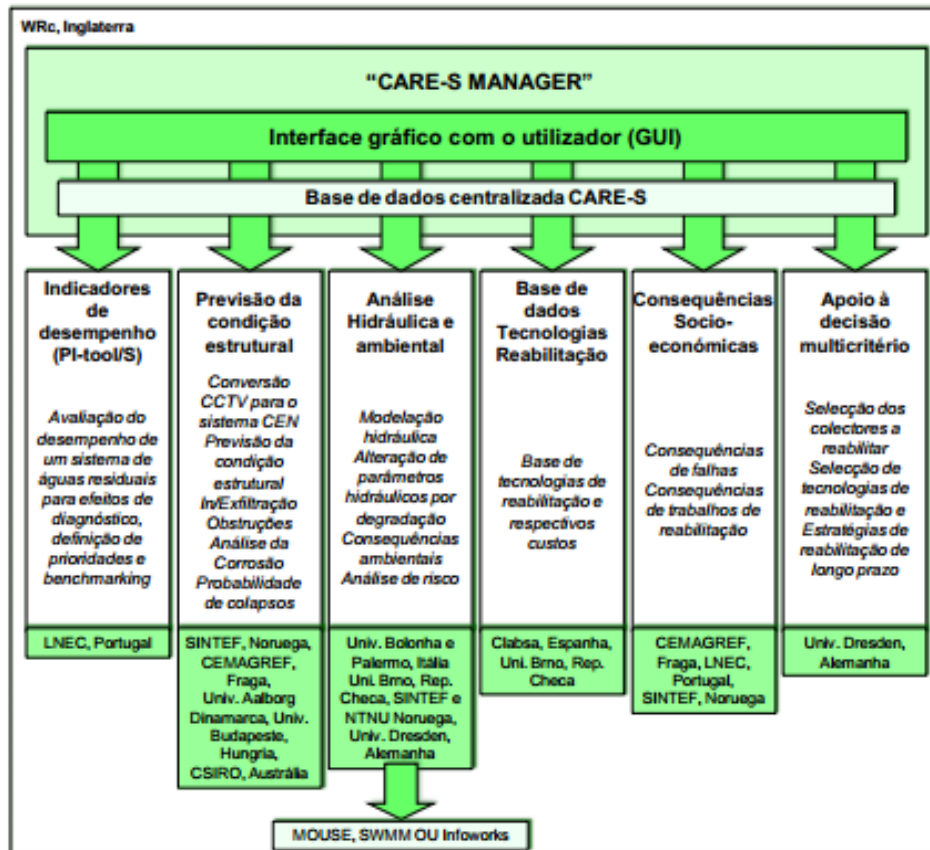 WRc, Inglaterra
“CARE-S MANAGER”
Interface gráfico com o utilizador (GUI)
Base de dados centralizada CARE-S
Indicadores
de
desempenho
(PI-tool/S)
Avaliação do
desempenho de
um sistema de
águas residuais
para efeitos de
diagnóstico,
definição de
prioridades e
benchmarking
LNEC, Portugal
Previsão da
condição
estrutural
Conversão
CCTV para o
sistema CEN
Previsão da
condição
estrutural
In/Exfiltração
Obstruções
Análise da
Corrosão
Probabilidade
de colapsos
SINTEF, Noruega,
CEMAGREF,
Fraga,
Univ. Aalborg
Dinamarca, Univ.
Budapeste,
Hungria,
CSIRO, Austrália
Análise
Hidráulica e
ambiental
Modelação
hidráulica
Alteração de
parâmetros
hidráulicos por
degradação
Consequências
ambientais
Análise de risco
Univ. Bolonha e
Palermo, Itália
Uni. Brno, Rep.
Checa, SINTEF e
NTNU Noruega,
Univ. Dresden,
Alemanha
MOUSE, SWMM OU Infoworks
Base de
dados
Tecnologias
Reabilitação
Base de
tecnologias de
reabilitação e
respectivos
custos
Clabsa, Espanha,
Uni. Brno, Rep.
Checa
Consequências
Socio-
económicas
Consequências
de falhas
Consequências
de trabalhos de
reabilitação
CEMAGREF,
Fraga, LNEC,
Portugal,
SINTEF, Noruega
Apoio à
decisão
multicritério
Selecção dos
colectores a
reabilitar
Selecção de
tecnologias de
reabilitação e
Estratégias de
reabilitação de
longo prazo
Univ. Dresden,
Alemanha